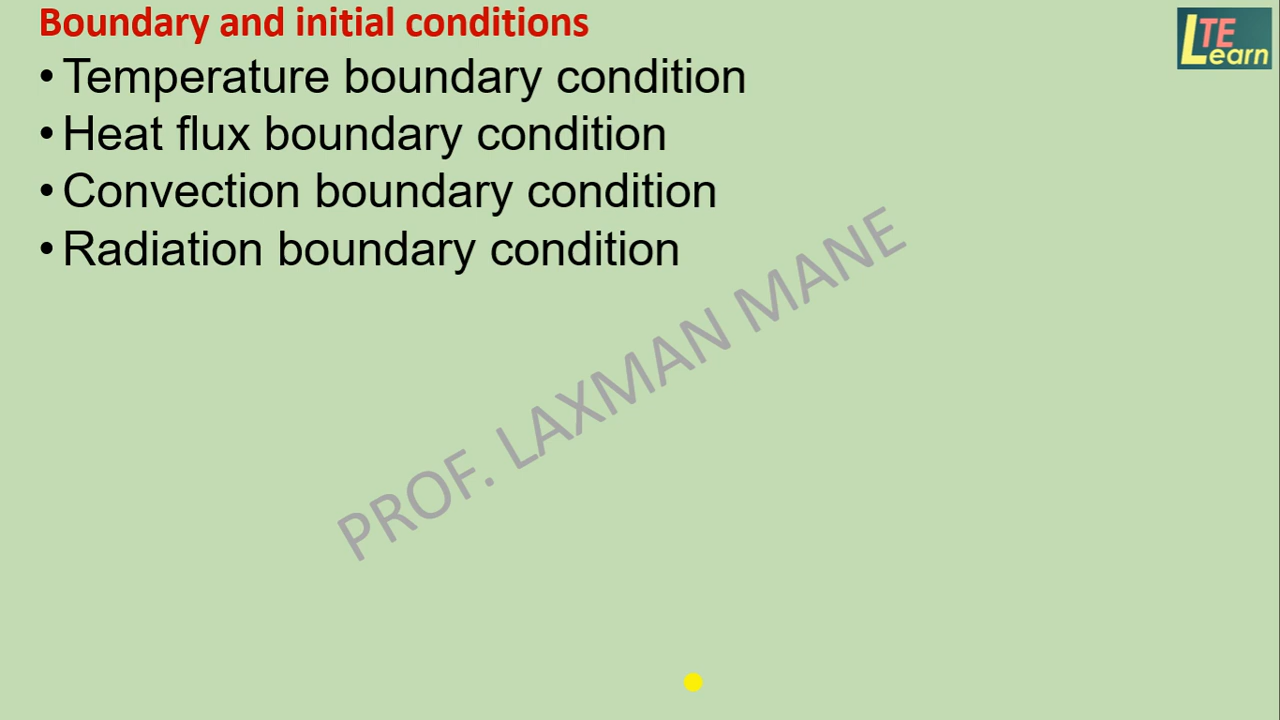 Boundary and initial conditions
• Temperature boundary condition
• Heat flux boundary condition
• Convection boundary condition
• Radiation boundary condition
PROF. LAXMAN MANE
LTE
Learn